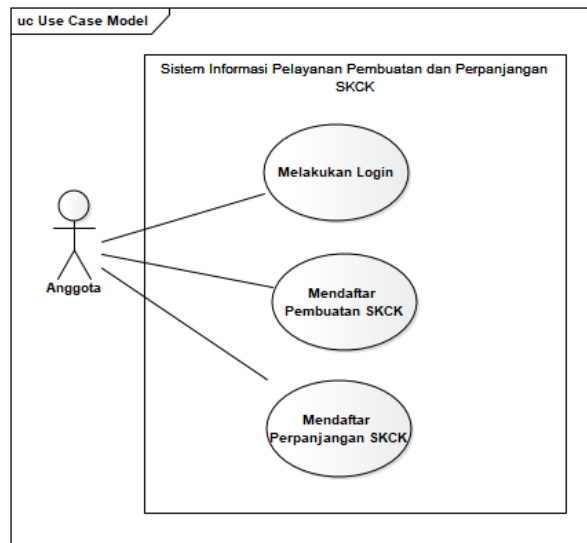 uc Use Case Model
Sistem Informasi Pelayanan Pembuatan dan Perpanjangan
SKCK
Melakukan Login
Anggota
Mendaftar
Pembuatan SKCK
Mendaftar
Perpanjangan SKCK